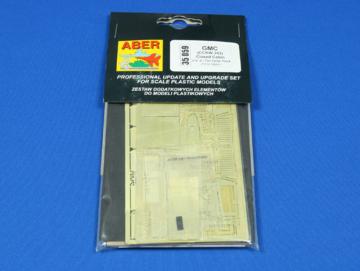 ABER
35 059
GMC
(CCKW-353)
Closed Cabin
PROFESSIONAL UPDATE AND UPGRADE SET
FOR SCALE PLASTIC MODELS
ZESTAW DODATKOWYCH ELEMENTÓW
DO MODELI PLASTIKOWYCH